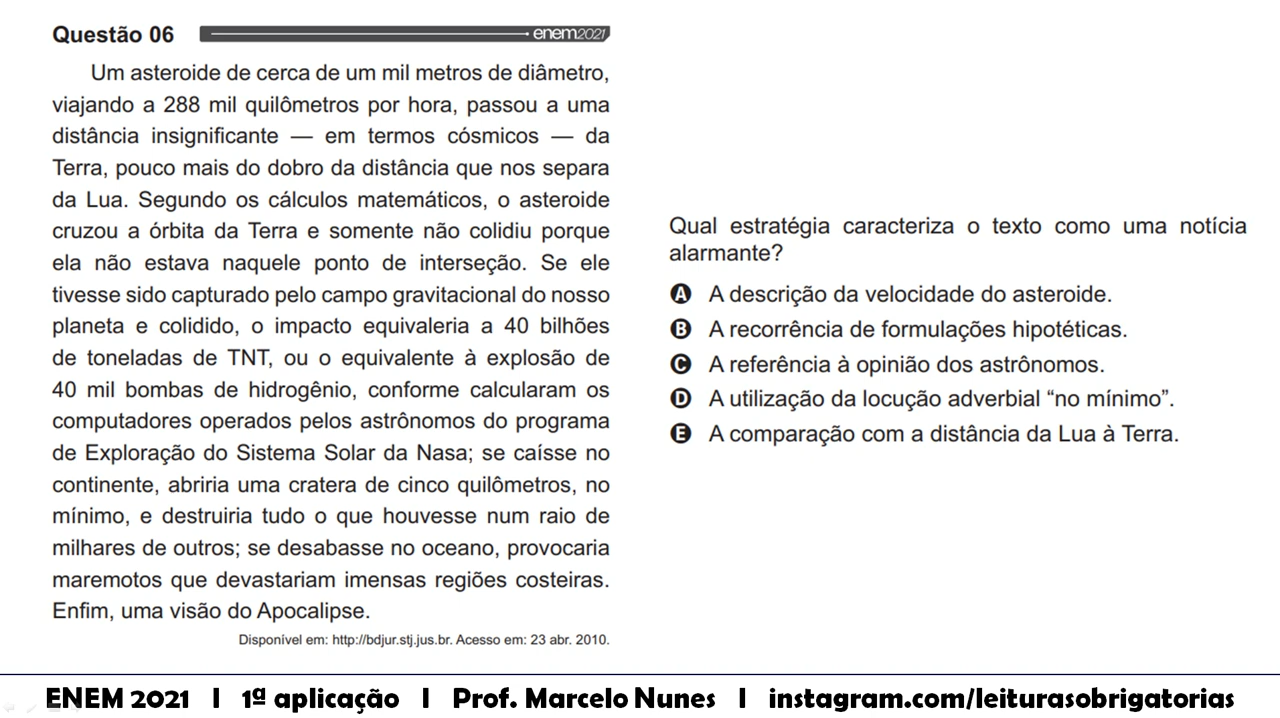 Questão 06
enem2021
Um asteroide de cerca de um mil metros de diâmetro,
viajando a 288 mil quilômetros por hora, passou a uma
distância insignificante — em termos cósmicos — da
Terra, pouco mais do dobro da distância que nos separa
da Lua. Segundo os cálculos matemáticos, o asteroide
cruzou a órbita da Terra e somente não colidiu porque
ela não estava naquele ponto de interseção. Se ele
tivesse sido capturado pelo campo gravitacional do nosso
planeta e colidido, o impacto equivaleria a 40 bilhões
de toneladas de TNT, ou o equivalente à explosão de
40 mil bombas de hidrogênio, conforme calcularam os
computadores operados pelos astrônomos do programa
de Exploração do Sistema Solar da Nasa; se caísse no
continente, abriria uma cratera de cinco quilômetros, no
mínimo, e destruiria tudo o que houvesse num raio de
milhares de outros; se desabasse no oceano, provocaria
maremotos que devastariam imensas regiões costeiras.
Enfim, uma visão do Apocalipse.
Disponível em: http://bdjur.stj.jus.br. Acesso em: 23 abr. 2010.
Qual estratégia caracteriza o texto como uma notícia
alarmante?
A A descrição da velocidade do asteroide.
B A recorrência de formulações hipotéticas.
C A referência à opinião dos astrônomos.
D A utilização da locução adverbial “no mínimo”.
E A comparação com a distância da Lua à Terra.
ENEM 2021 I 1ª aplicação I Prof. Marcelo Nunes I instagram.com/leiturasobrigatorias